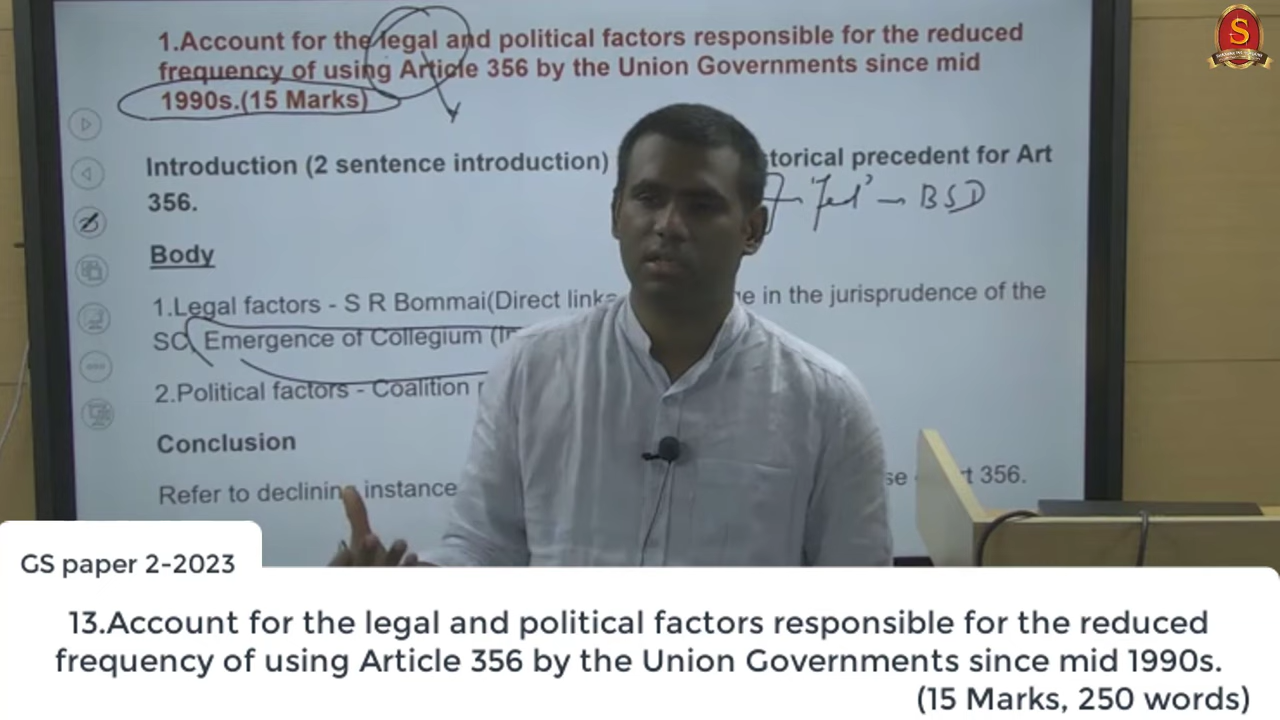 S
1.Account for the legal and political factors responsible for the reduced
frequency of using Article 356 by the Union Governments since mid
1990s.(15 Marks)
Introduction (2 sentence introduction) precedent for Art
356.
BSD
Body
1.Legal factors - S R Bommai(Direct in the jurisprudence of the
SC, Emergence of Collegium
2.Political factors - Coalition
Conclusion
Refer to declining instance 356.
GS paper 2-2023
13.Account for the legal and political factors responsible for the reduced
frequency of using Article 356 by the Union Governments since mid 1990s.
(15 Marks, 250 words)